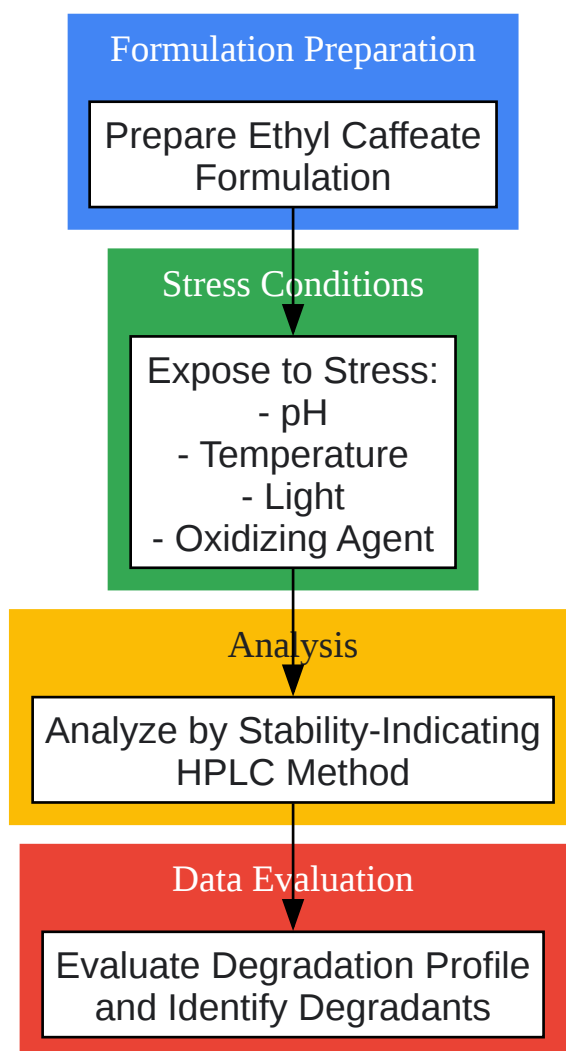 Formulation Preparation
Prepare Ethyl Caffeate
Formulation
Stress Conditions
Expose to Stress:
- pH
- Temperature
- Light
- Oxidizing Agent
Analysis
Analyze by Stability-Indicating
HPLC Method
Data Evaluation
Evaluate Degradation Profile
and Identify Degradants